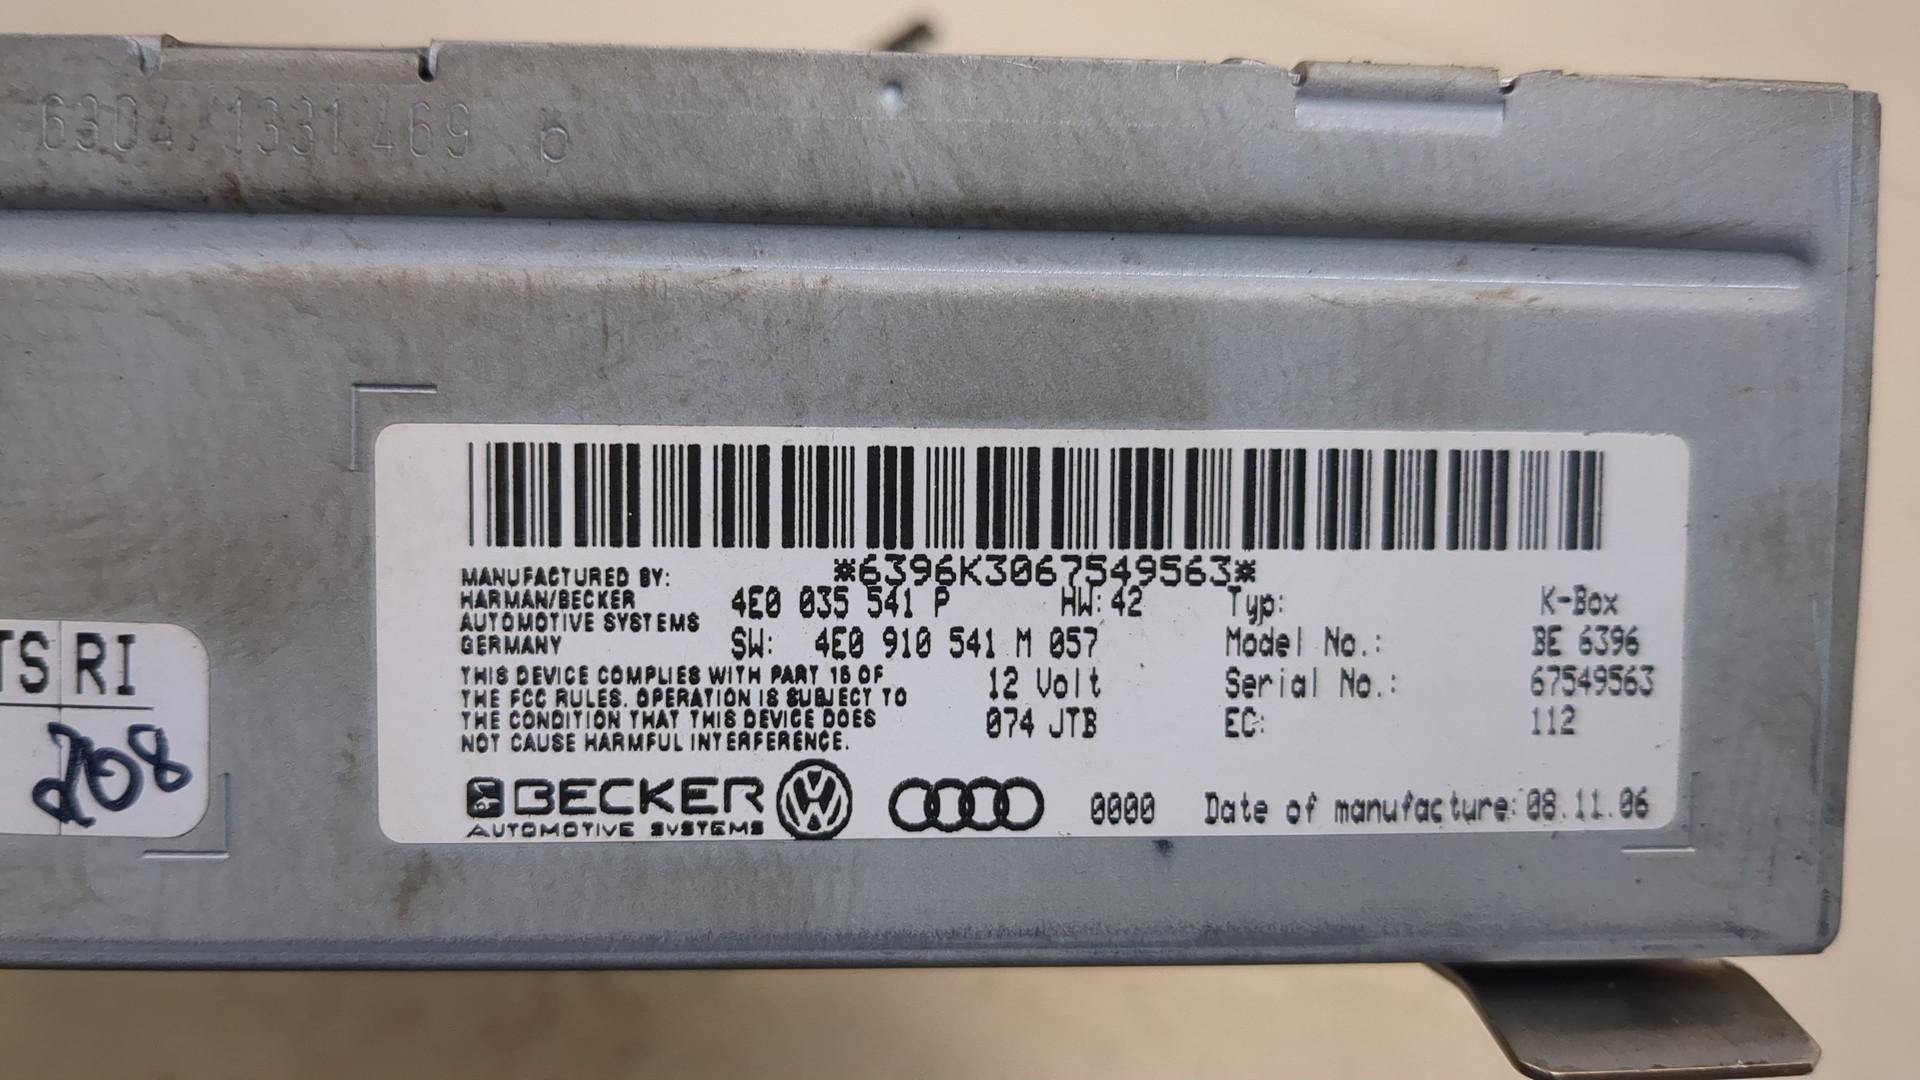 6304/1331.469 b
*6396K3067549563*
MANUFACTURED BY:
HARMAN/BECKER
AUTOMOTIVE SYSTEMS
GERMANY
4E0 035 541 P HW: 42
SW: 4E0 910 541 M 057
THIS DEVICE COMPLIES WITH PART 15 OF
THE FCC RULES. OPERATION IS SUBJECT TO
THE CONDITION THAT THIS DEVICE DOES
NOT CAUSE HARMFUL INTERFERENCE.
12 Volt
074 JTB
Typ: K-Box
Model No.: BE 6396
Serial No.: 67549563
EC: 112
BECKER
AUTOMOTIVE SYSTEMS
VW
0000 Date of manufacture: 08.11.06
TS RI
208